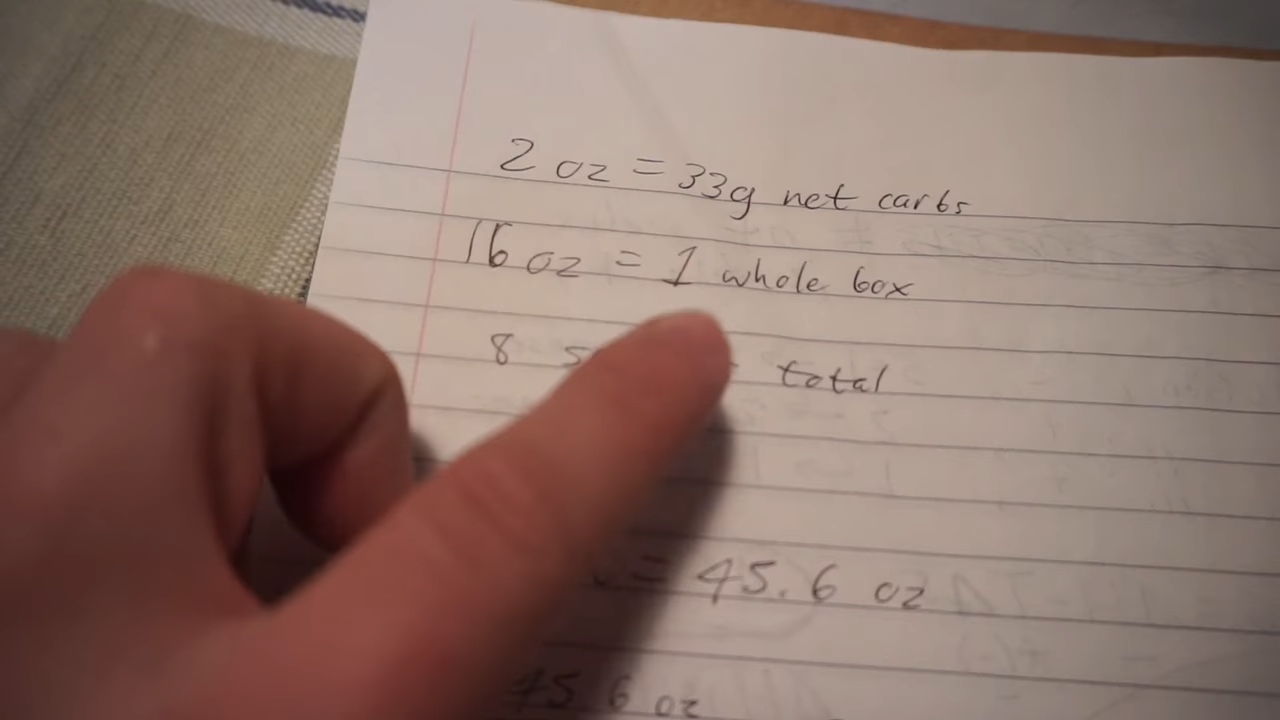 2 oz = 33g net carbs
16 oz = 1 whole box
8 total
= 45.6 oz
45.6 oz